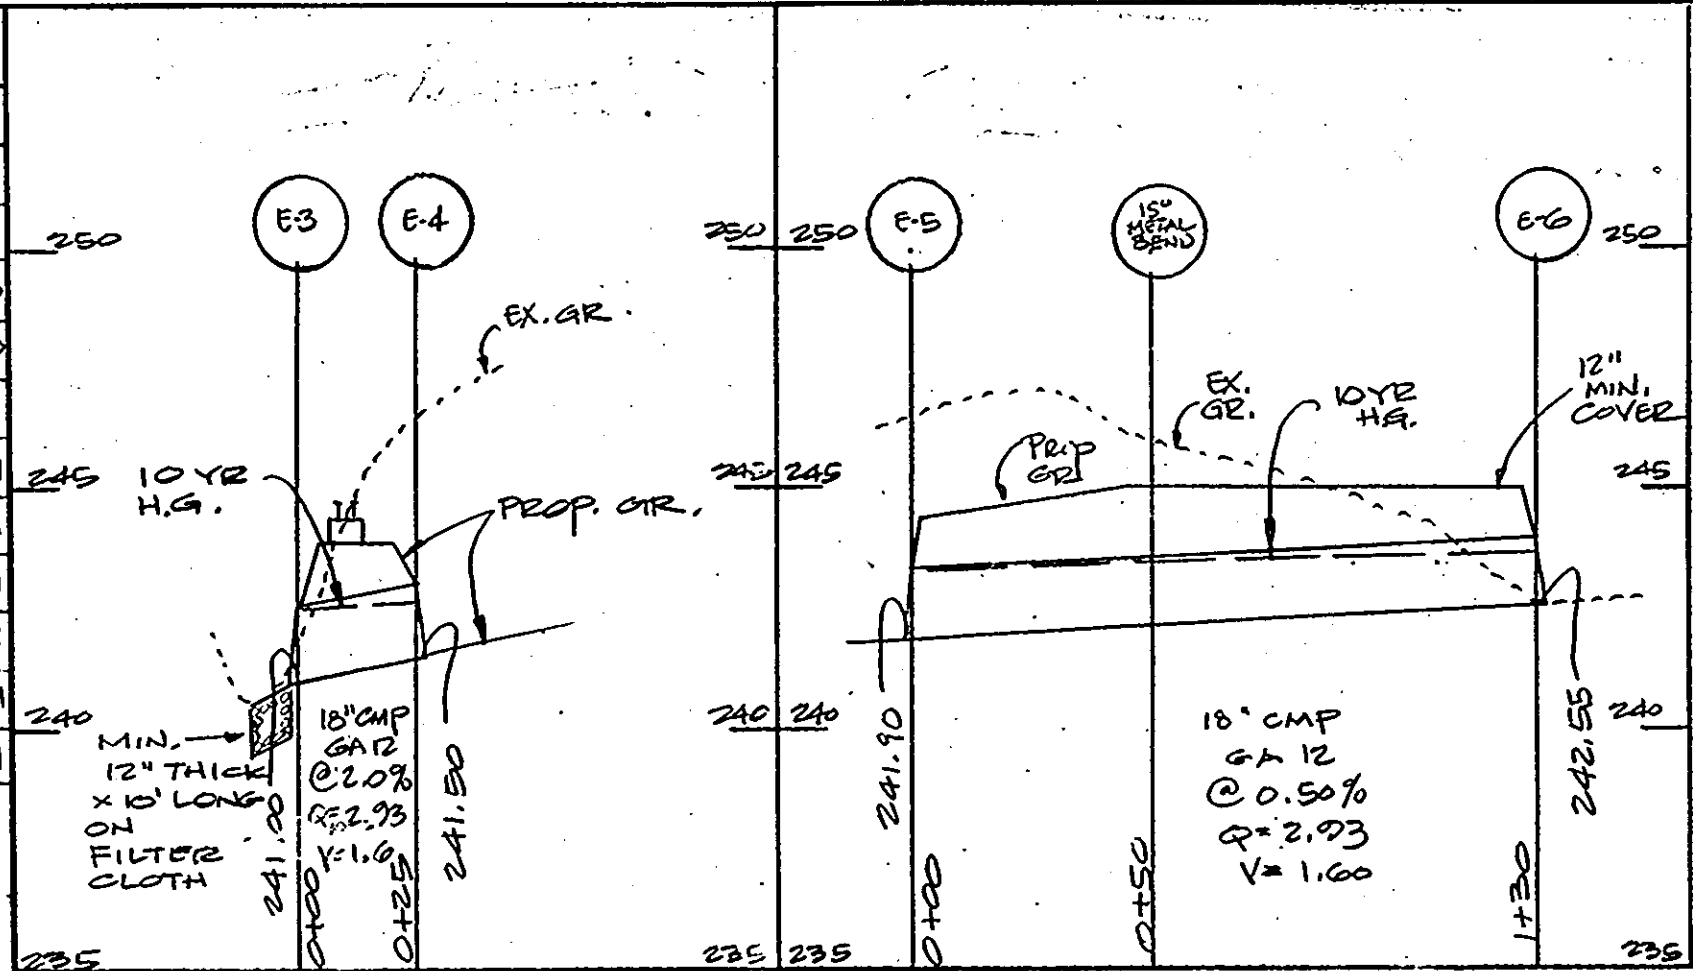 E-3
E-4
250
EX. GR.
245
10 YR
H.G.
PROP. GR.
240
MIN.
12" THICK
x 10' LONG
ON
FILTER
CLOTH
18" CMP
GA 12
@ 2.0%
Q=2.93
V=1.6
241.00
0+00
0+25
241.50
235
250
245
240
235
E-5
15°
METAL
BEND
E-6
250
250
EX.
GR.
10 YR
H.G.
12"
MIN.
COVER
PROP
GR
245
245
240
240
241.90
0+00
0+50
18" CMP
GA 12
@ 0.50%
Q= 2.93
V= 1.60
242.55
1+30
235
235